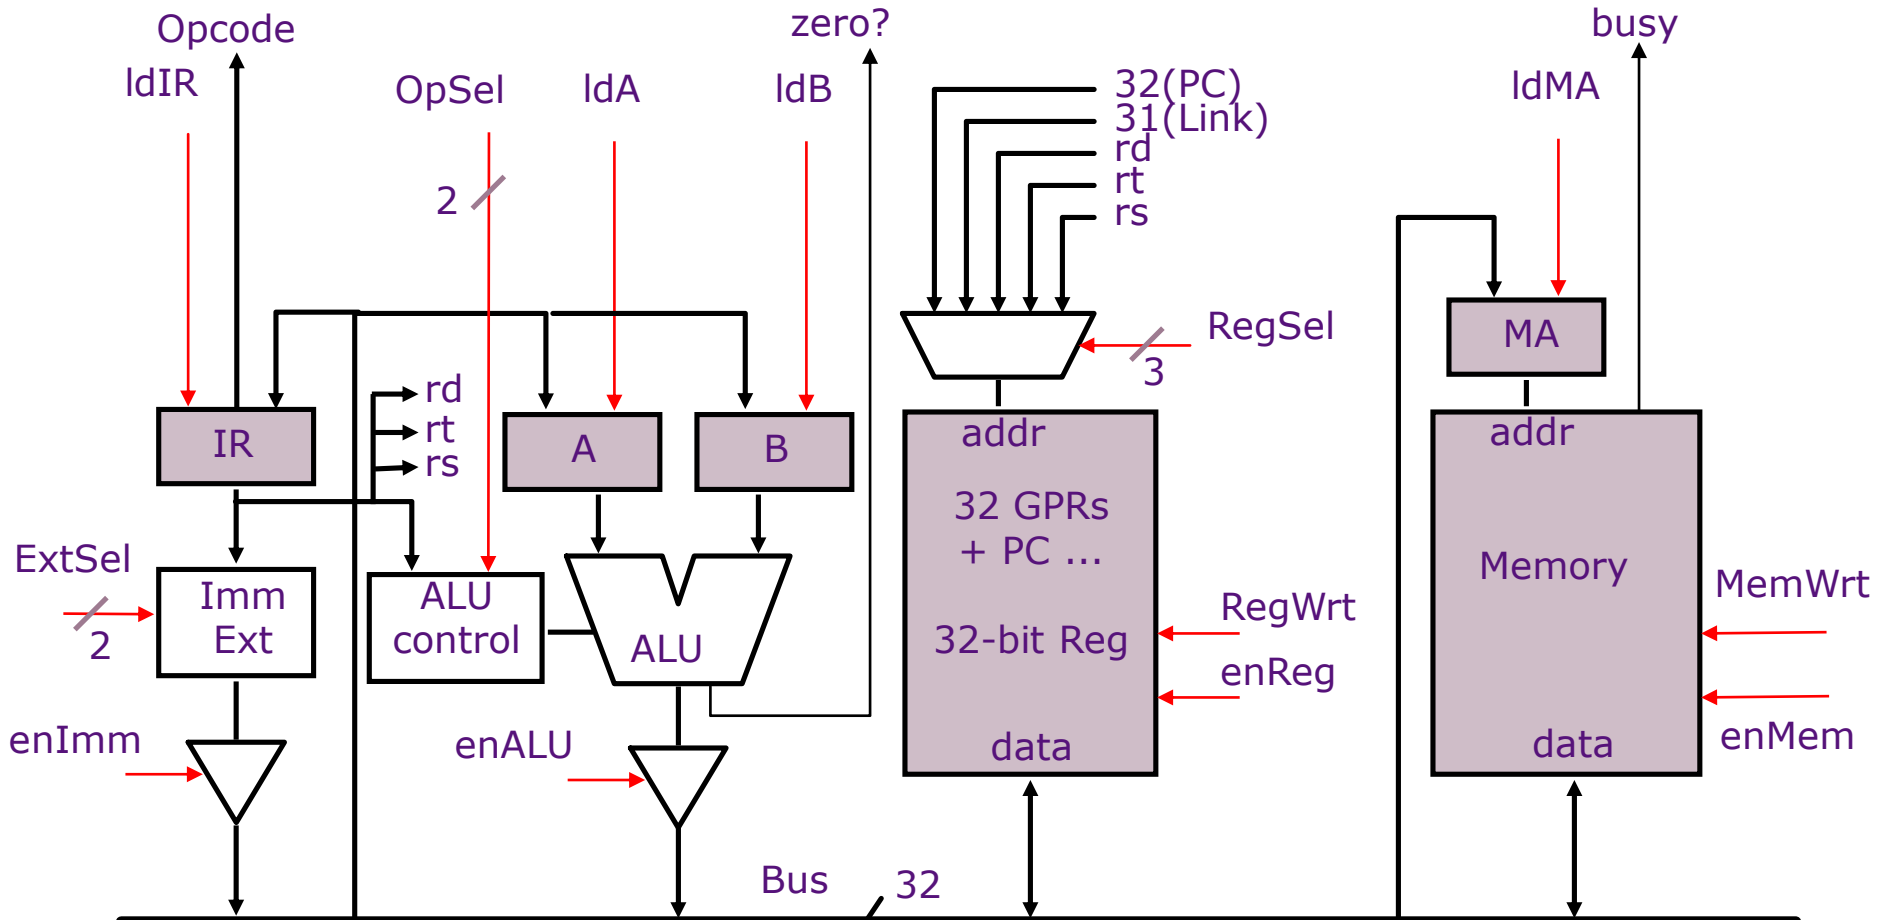 Opcode
zero?
busy
ldIR
OpSel
ldA
ldB
32(PC)
31(Link)
rd
rt
rs
ldMA
2
RegSel
3
MA
rd
rt
rs
IR
A
B
addr
32 GPRs
+ PC ...
32-bit Reg
data
addr
Memory
data
ExtSel
2
Imm
Ext
ALU
control
ALU
RegWrt
enReg
MemWrt
enMem
enImm
enALU
Bus
32